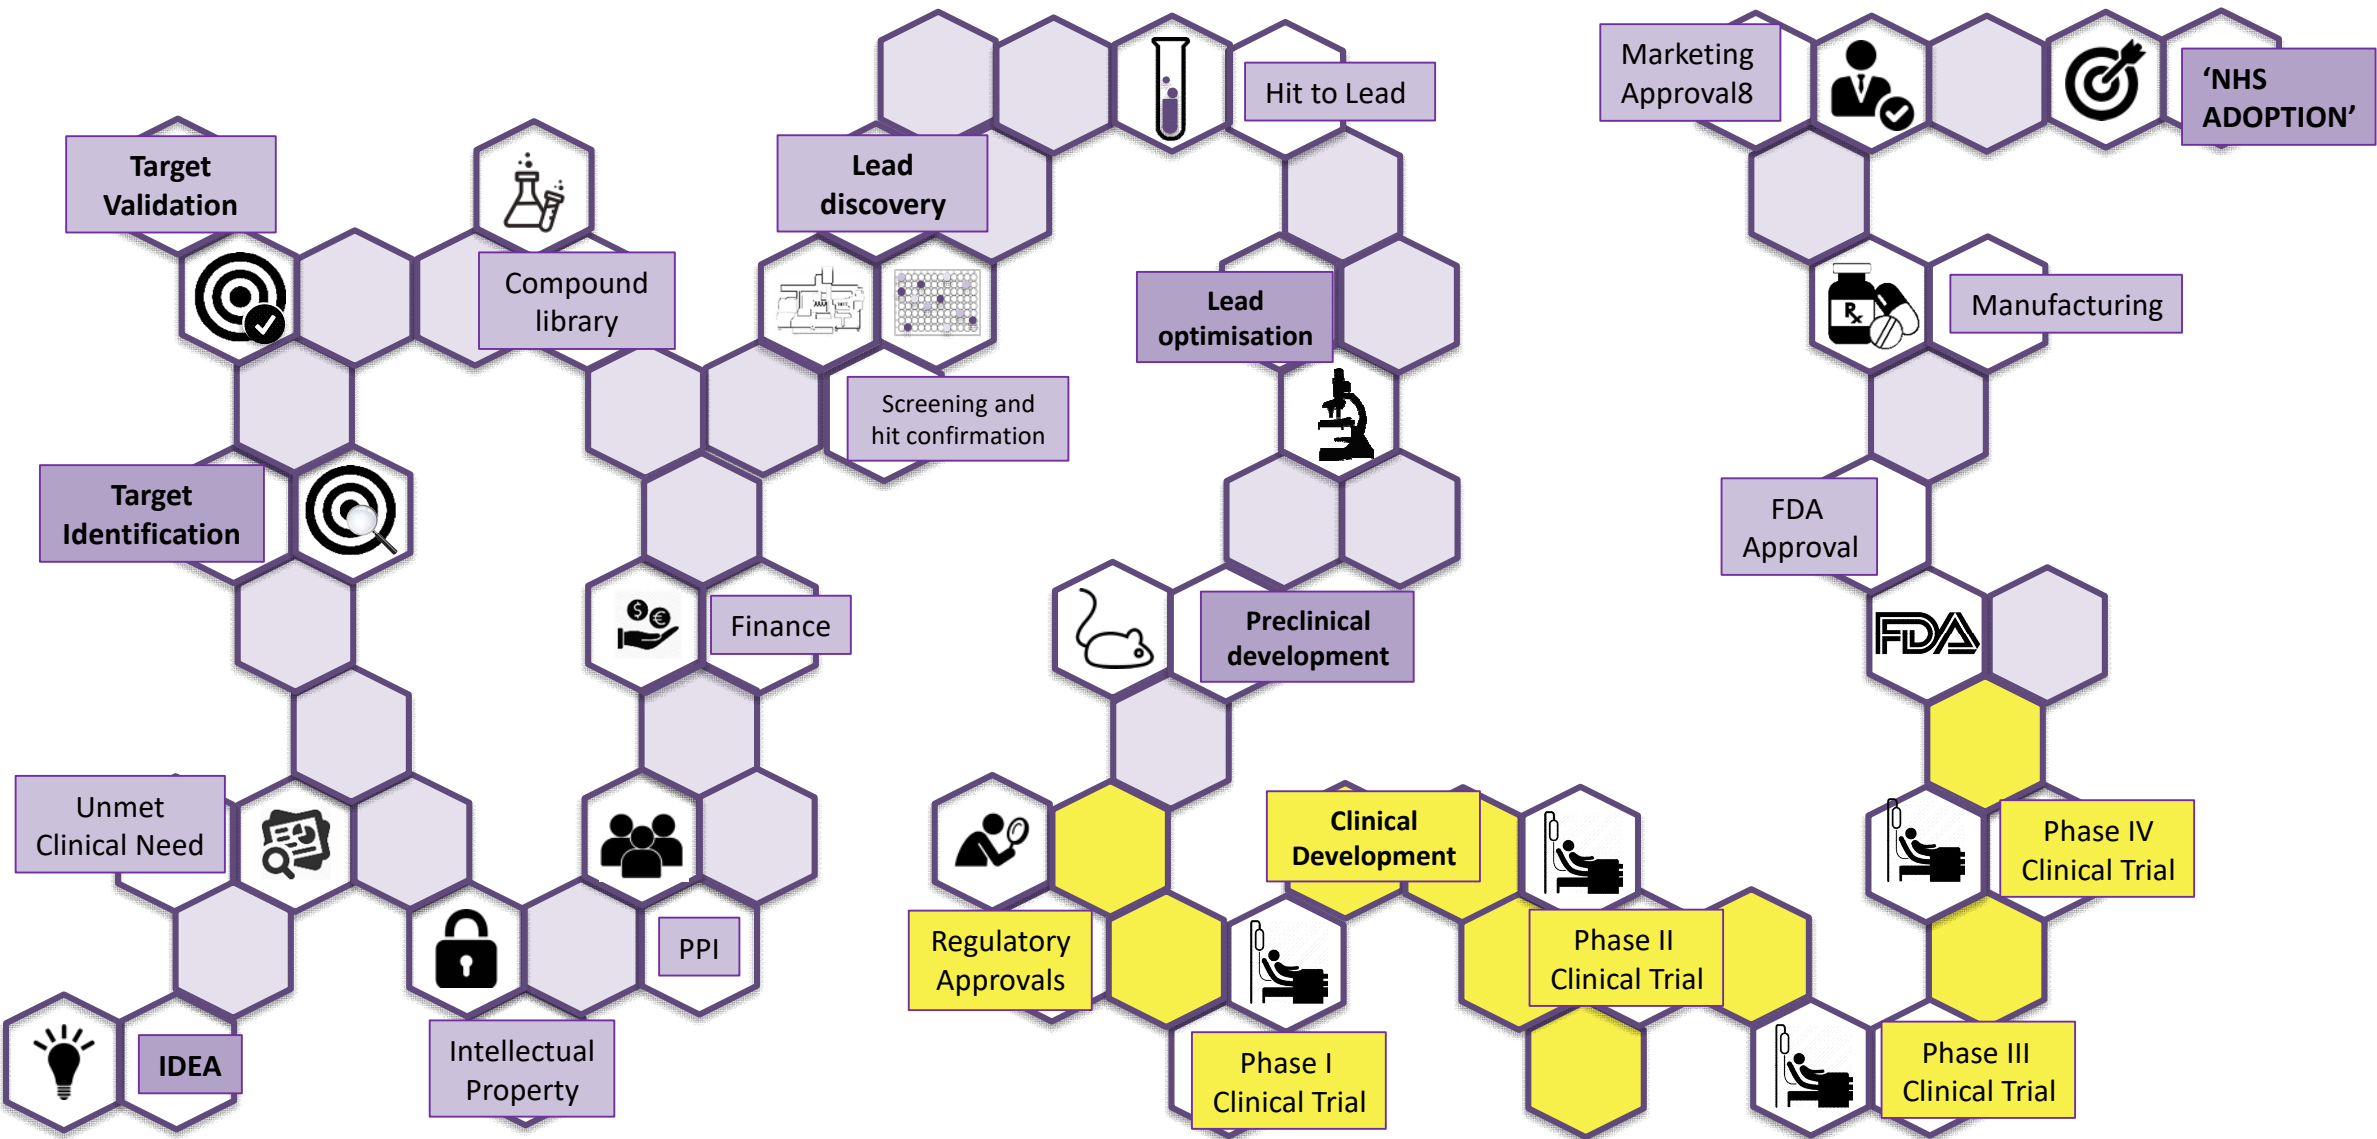 IDEA
Unmet
Clinical Need
Target
Identification
Target
Validation
Compound
library
Intellectual
Property
PPI
Finance
$ €
Screening and
hit confirmation
Lead
discovery
Hit to Lead
Lead
optimisation
Preclinical
development
Regulatory
Approvals
Phase I
Clinical Trial
Clinical
Development
Phase II
Clinical Trial
Phase III
Clinical Trial
Phase IV
Clinical Trial
FDA
FDA
Approval
Manufacturing
Rx
Marketing
Approval8
‘NHS
ADOPTION’